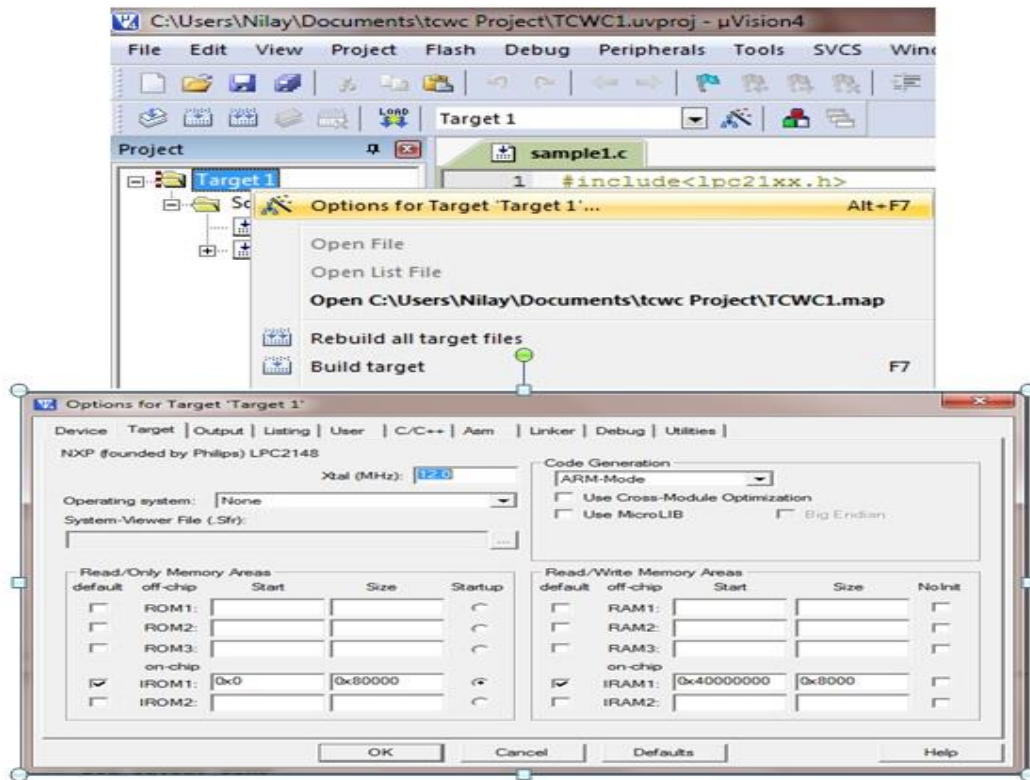 C:\Users\Nilay\Documents\tcwc Project\TCWC1.uvproj - µVision4
File Edit View Project Flash Debug Peripherals Tools SVCS Wind
LOAD Target 1
Project
sample1.c
Target 1
1 #include<lpc21xx.h>
So
Options for Target 'Target 1'... Alt+F7
Open File
Open List File
Open C:\Users\Nilay\Documents\tcwc Project\TCWC1.map
Rebuild all target files
Build target F7
Options for Target 'Target 1'
Device Target Output Listing User C/C++ Asm Linker Debug Utilities
NXP (founded by Philips) LPC2148
Xtal (MHz): 12.0
Operating system: None
System-Viewer File (.Sfr):
...
Code Generation
ARM-Mode
Use Cross-Module Optimization
Use MicroLIB Big Endian
Read/Only Memory Areas
default off-chip Start Size Startup
ROM1:
ROM2:
ROM3:
on-chip
IROM1: 0x0 0x80000
IROM2:
Read/Write Memory Areas
default off-chip Start Size NoInit
RAM1:
RAM2:
RAM3:
on-chip
IRAM1: 0x40000000 0x8000
IRAM2:
OK Cancel Defaults Help